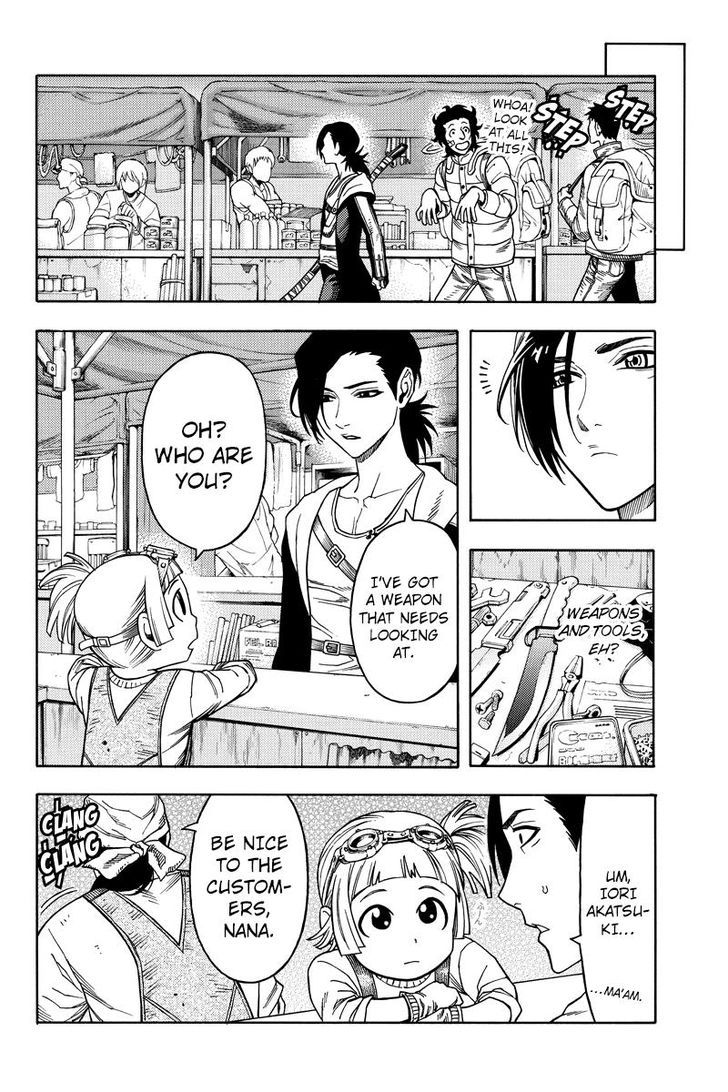 WHOA!
LOOK
AT ALL
THIS!
STEP
STEP
STEP
WEAPONS
AND TOOLS,
EH?
OH?
WHO ARE
YOU?
I'VE GOT
A WEAPON
THAT NEEDS
LOOKING
AT.
UM,
IORI
AKATSU-
KI...
...MA'AM.
BE NICE
TO THE
CUSTOM-
ERS,
NANA.
CLANG
CLANG